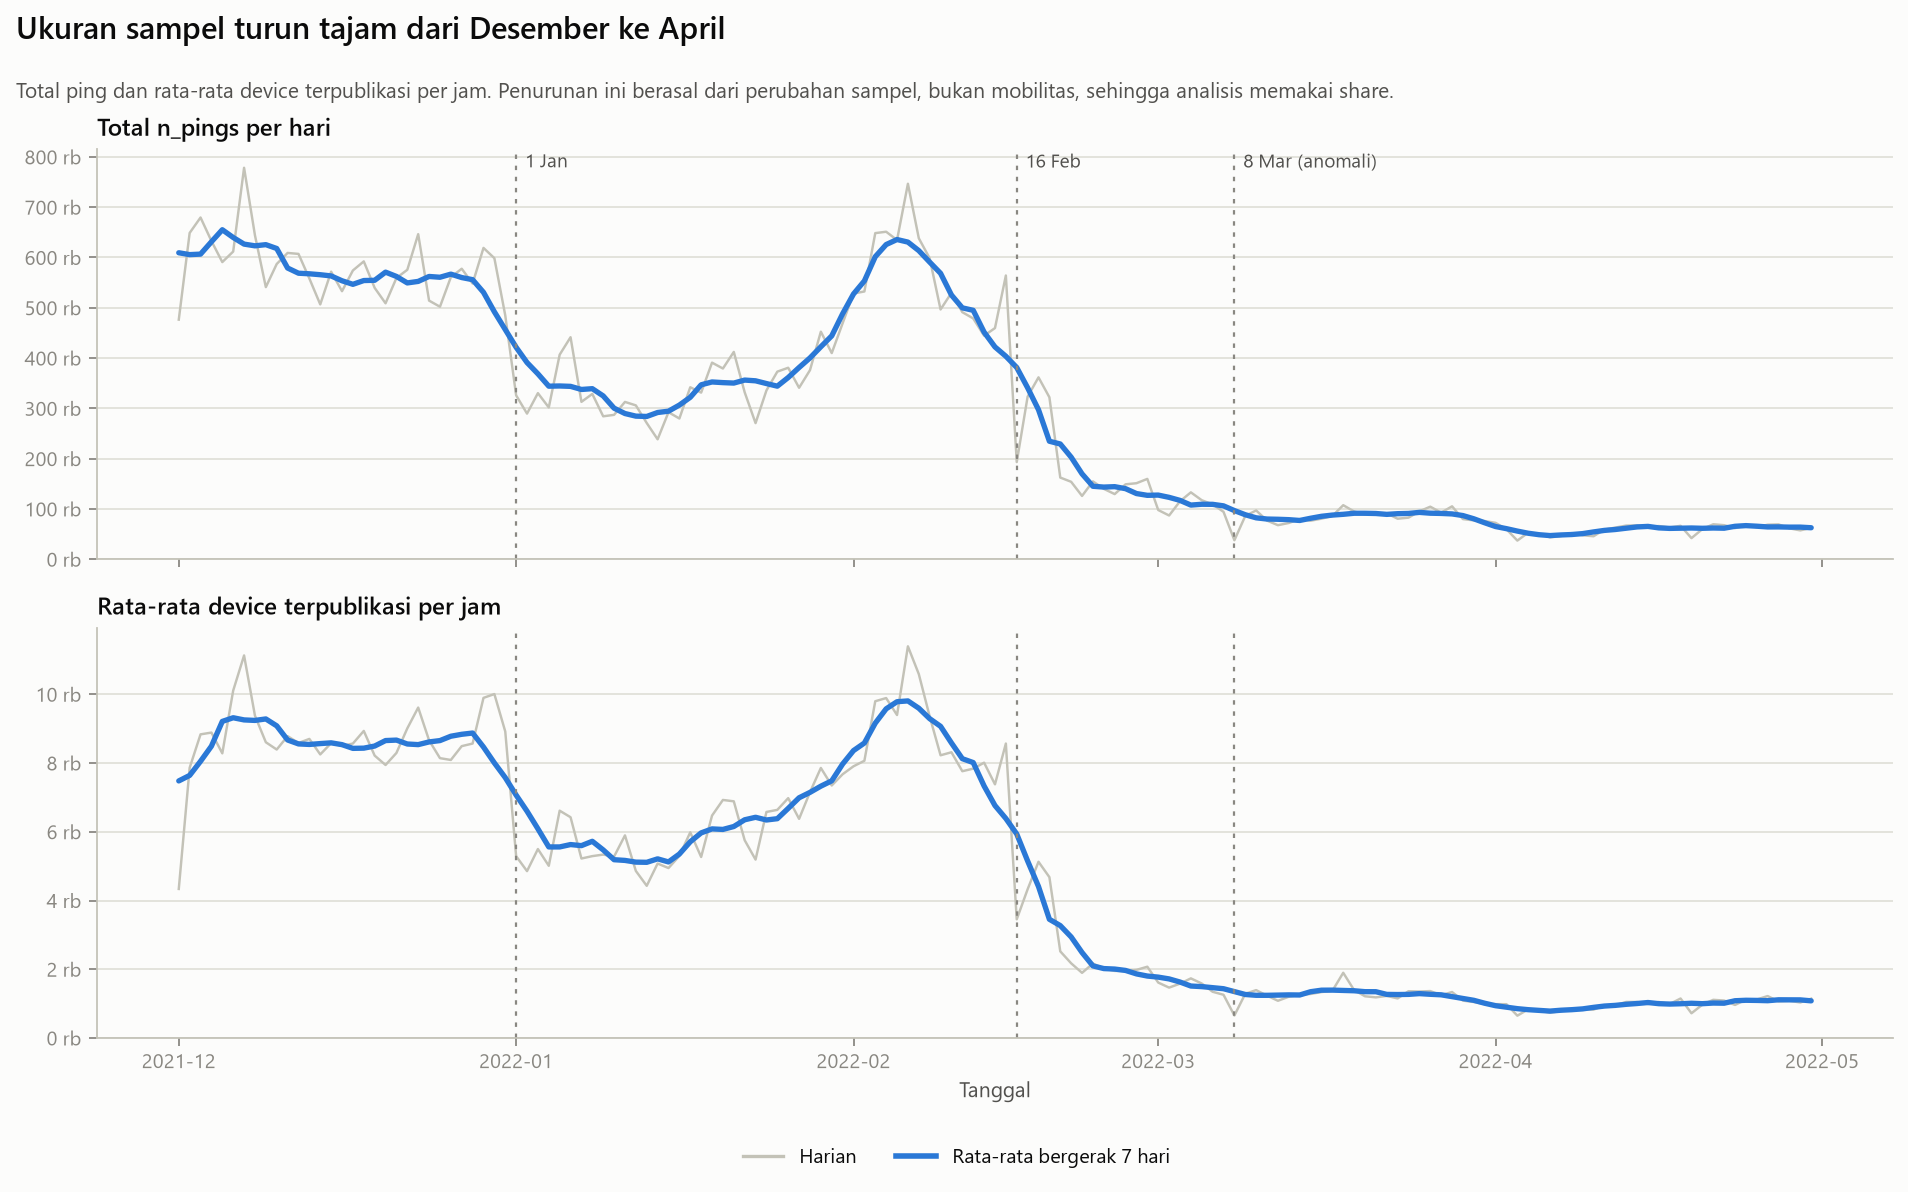 Ukuran sampel turun tajam dari Desember ke April
Total ping dan rata-rata device terpublikasi per jam. Penurunan ini berasal dari perubahan sampel, bukan mobilitas, sehingga analisis memakai share.
Total n_pings per hari
800 rb
700 rb
600 rb
500 rb
400 rb
300 rb
200 rb
100 rb
0 rb
1 Jan
16 Feb
8 Mar (anomali)
Rata-rata device terpublikasi per jam
10 rb
8 rb
6 rb
4 rb
2 rb
0 rb
2021-12
2022-01
2022-02
2022-03
2022-04
2022-05
Tanggal
Harian
Rata-rata bergerak 7 hari